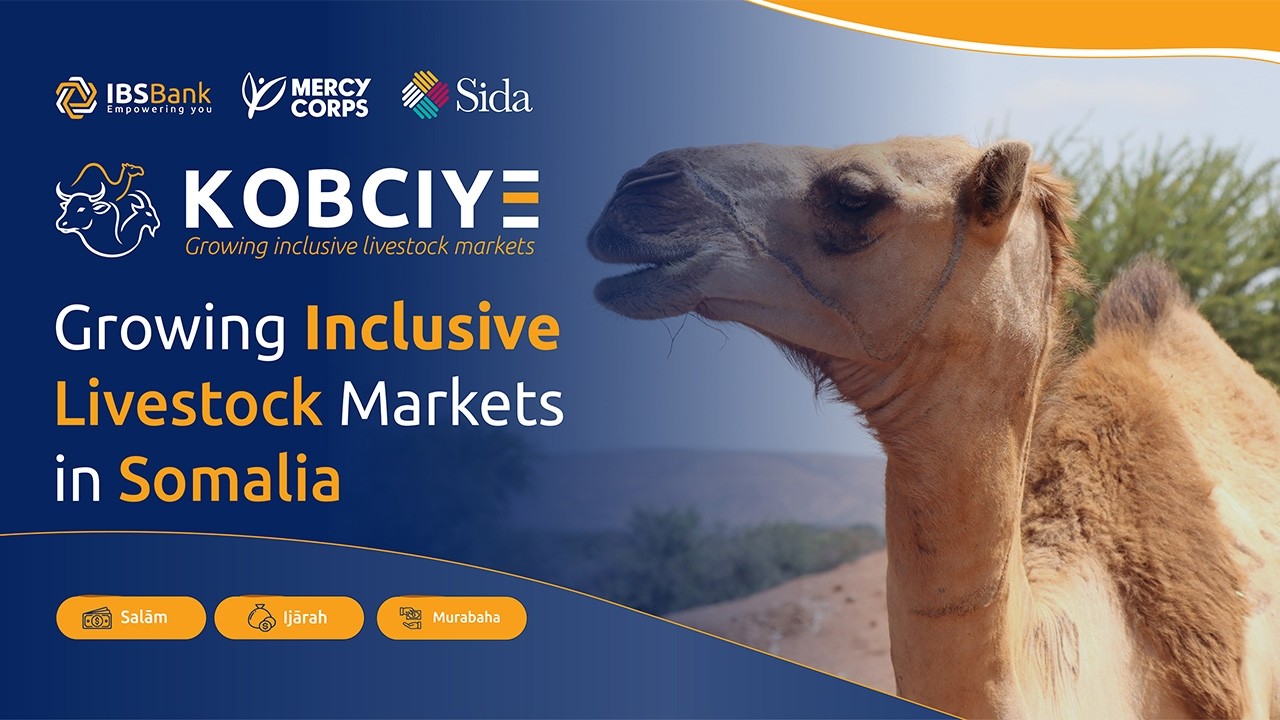 IBSBank
Empowering you
MERCY
CORPS
Sida
KOBCIYE
Growing inclusive livestock markets
Growing Inclusive
Livestock Markets
in Somalia
Salām
Ijārah
Murabaha